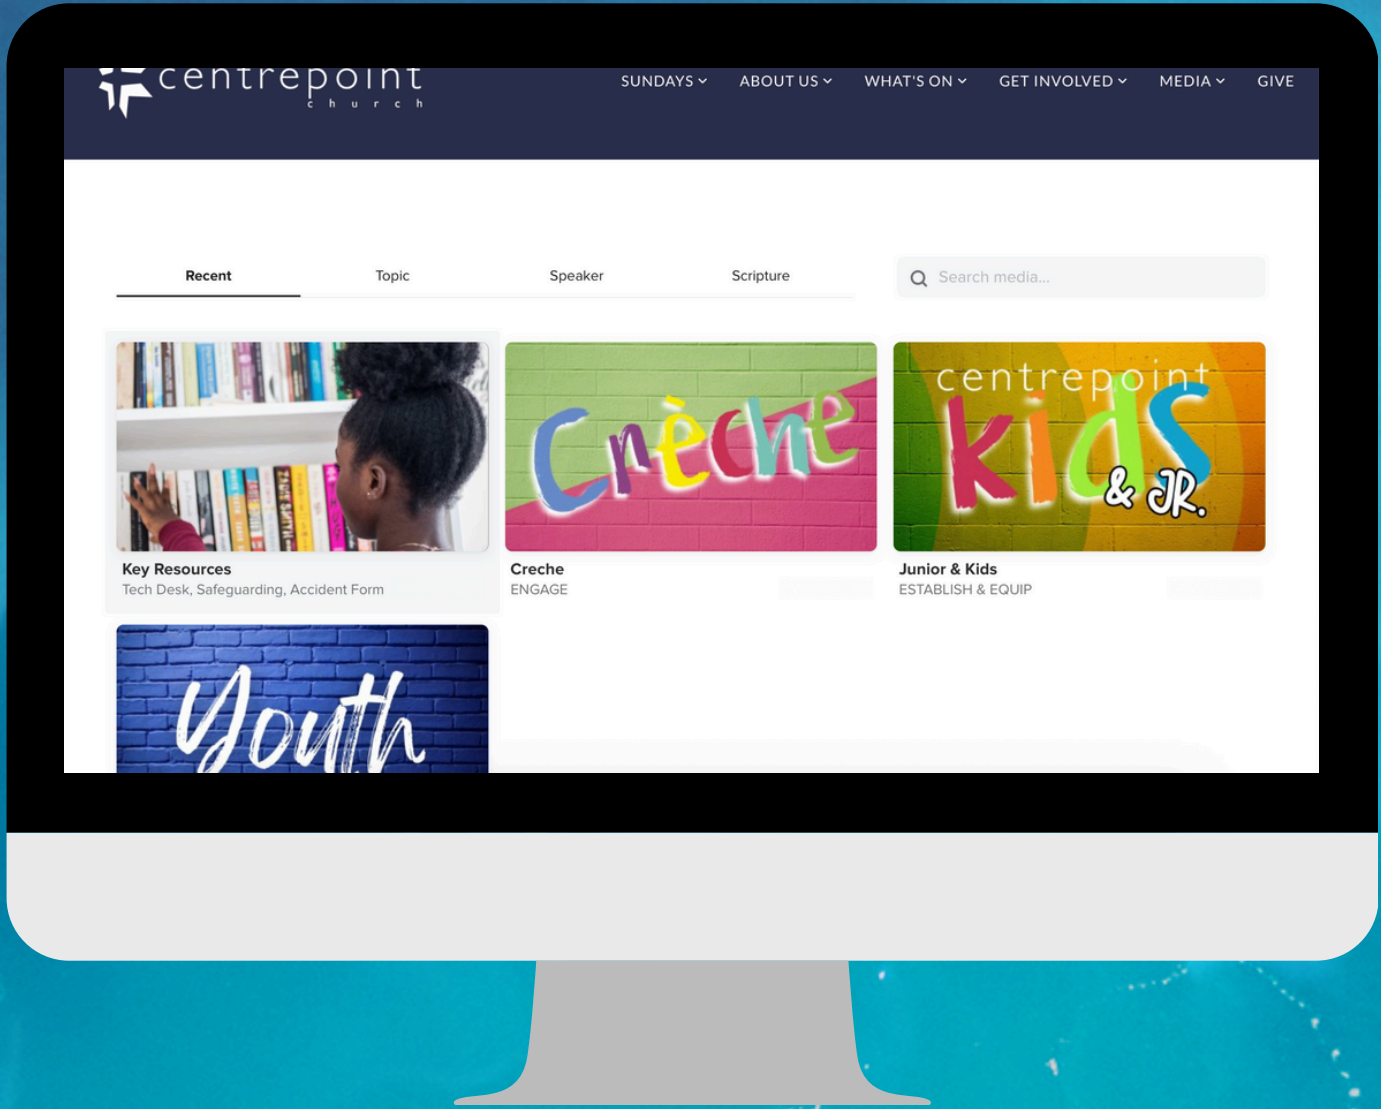 centrepoint
church
SUNDAYS ABOUT US WHAT'S ON GET INVOLVED MEDIA GIVE
Recent Topic Speaker Scripture Search media...
Crèche
centrepoint
kids
& JR.
Key Resources
Tech Desk, Safeguarding, Accident Form
Creche
ENGAGE
Junior & Kids
ESTABLISH & EQUIP
Youth